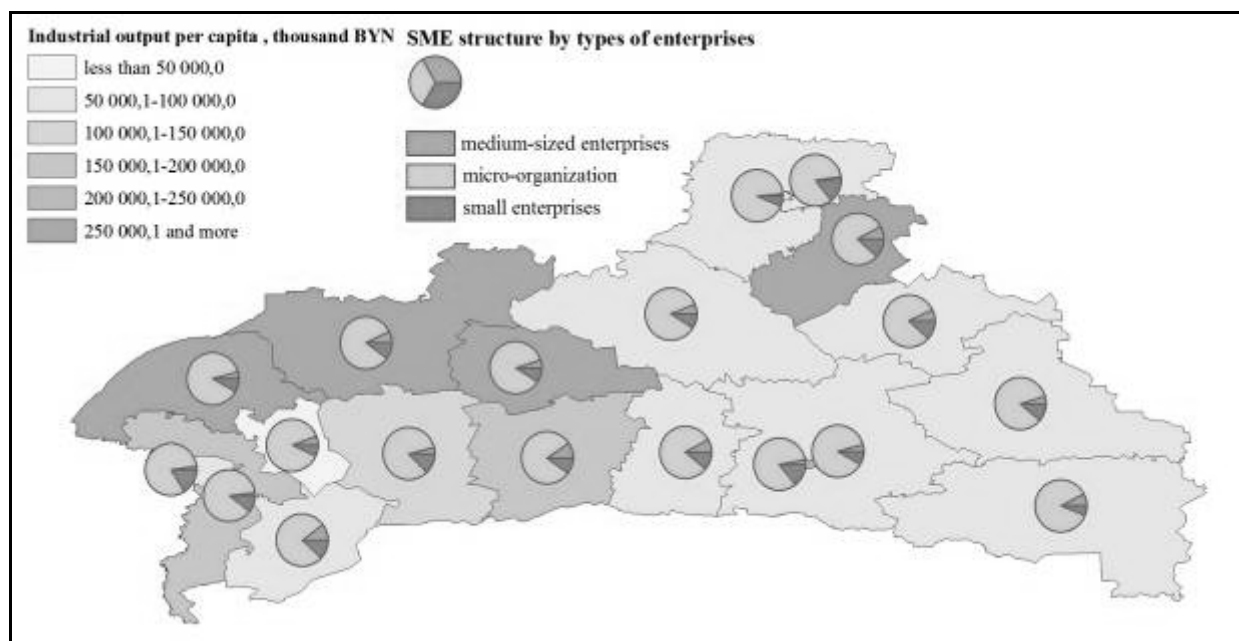 Industrial output per capita , thousand BYN
less than 50 000,0
50 000,1-100 000,0
100 000,1-150 000,0
150 000,1-200 000,0
200 000,1-250 000,0
250 000,1 and more
SME structure by types of enterprises
medium-sized enterprises
micro-organization
small enterprises